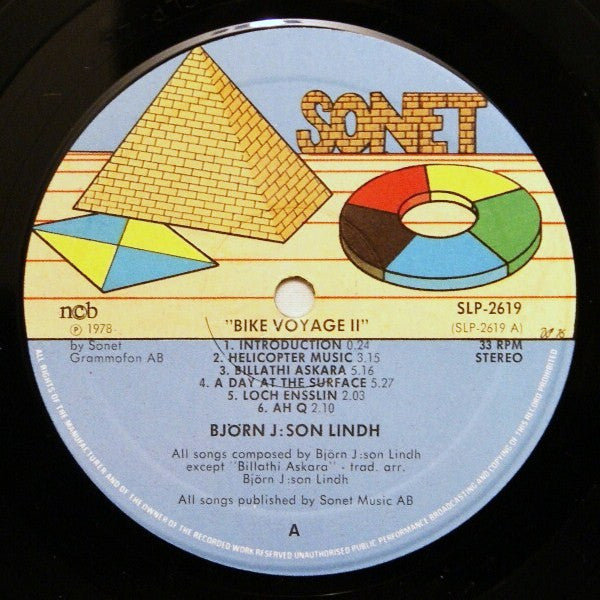 SONET
ncb
℗ 1978
by Sonet
Grammofon AB
SLP-2619
(SLP-2619 A)
33 RPM
STEREO
"BIKE VOYAGE II"
1. INTRODUCTION 0.24
2. HELICOPTER MUSIC 3.15
3. BILLATHI ASKARA 5.16
4. A DAY AT THE SURFACE 5.27
5. LOCH ENSSLIN 2.03
6. AH Q 2.10
BJÖRN J:SON LINDH
All songs composed by Björn J:son Lindh
except "Billathi Askara" - trad. arr.
Björn J:son Lindh
All songs published by Sonet Music AB
A
ALL RIGHTS OF THE MANUFACTURER AND OF THE OWNER OF THE RECORDED WORK RESERVED UNAUTHORISED PUBLIC PERFORMANCE BROADCASTING AND COPYING OF THIS RECORD PROHIBITED